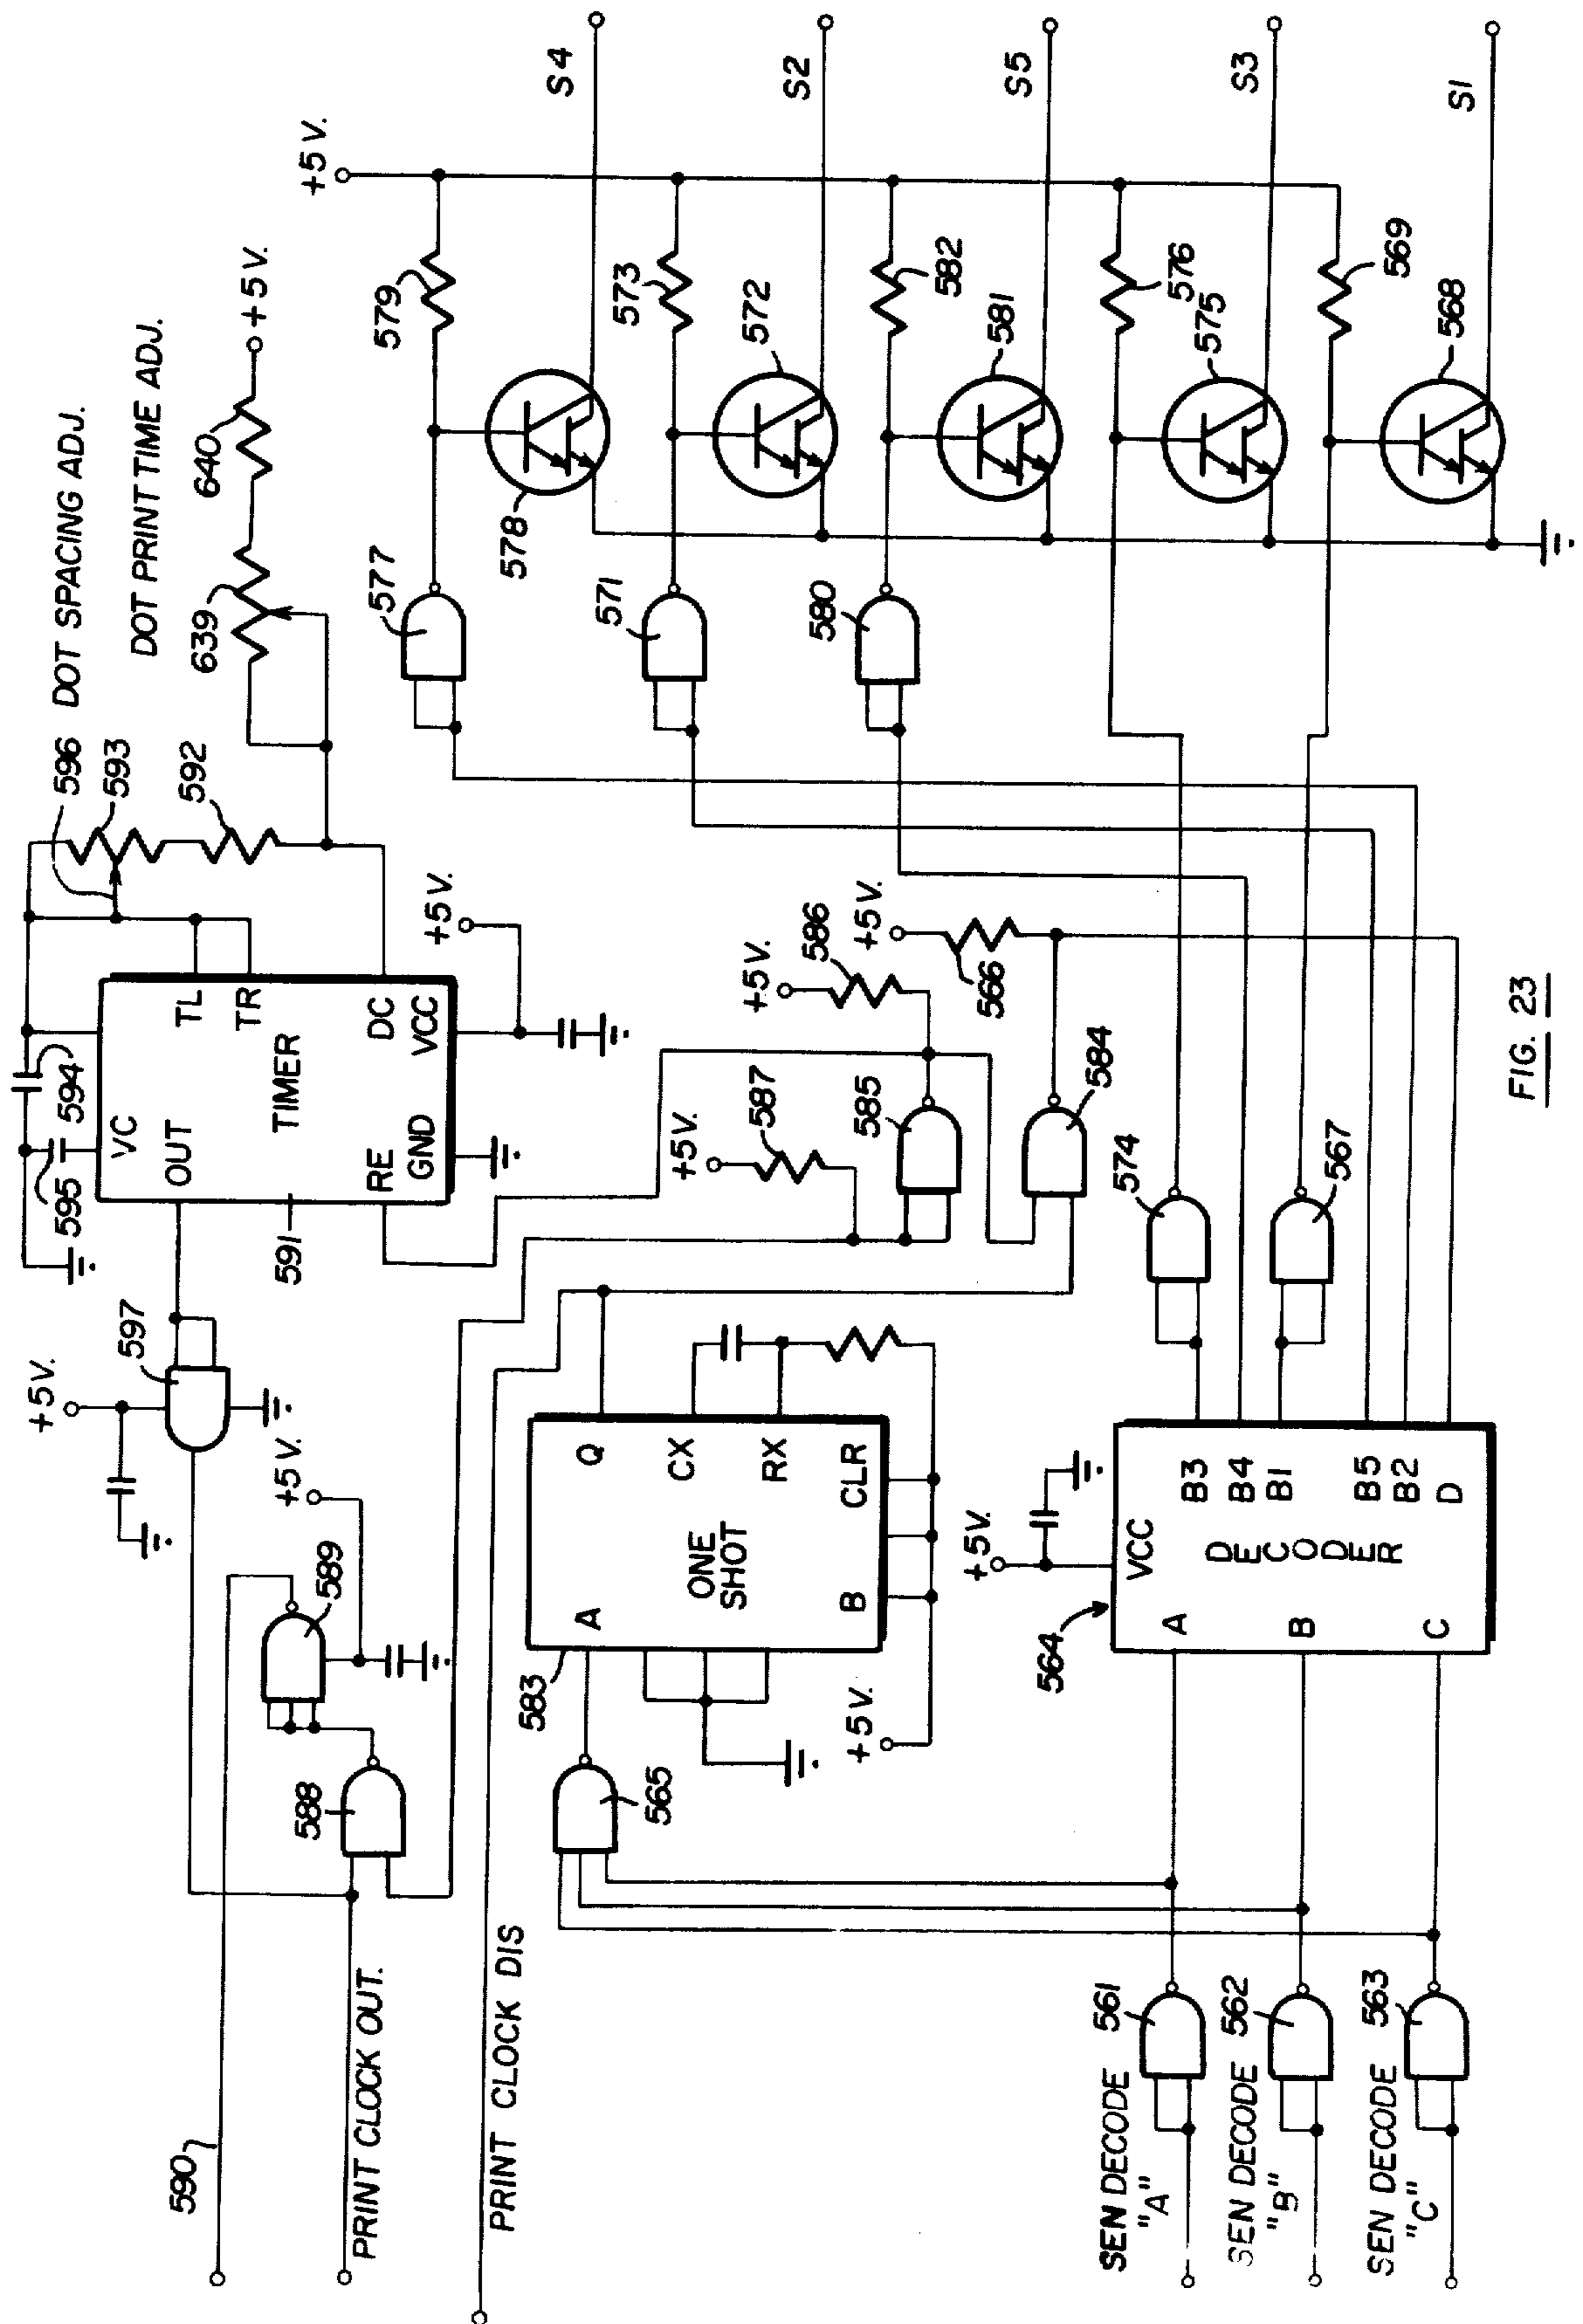 596 DOT SPACING ADJ.
593
592
639
640
+5V.
DOT PRINT TIME ADJ.
+5V.
594
595
VC
OUT
TL
TR
TIMER
DC
VCC
RE
GND
591
+5V.
597
+5V.
589
+5V.
588
590
PRINT CLOCK OUT.
PRINT CLOCK DIS
577
579
578
S4
571
573
572
S2
580
582
581
S5
576
575
S3
569
568
S1
+5V.
586
+5V.
587
585
+5V.
566
584
583
A
Q
CX
RX
ONE
SHOT
B
CLR
+5V.
565
574
567
+5V.
564
VCC
A
B
C
DECODER
B3
B4
B1
B5
B2
D
SEN DECODE
"A"
561
SEN DECODE
"B"
562
SEN DECODE
"C"
563
FIG. 23